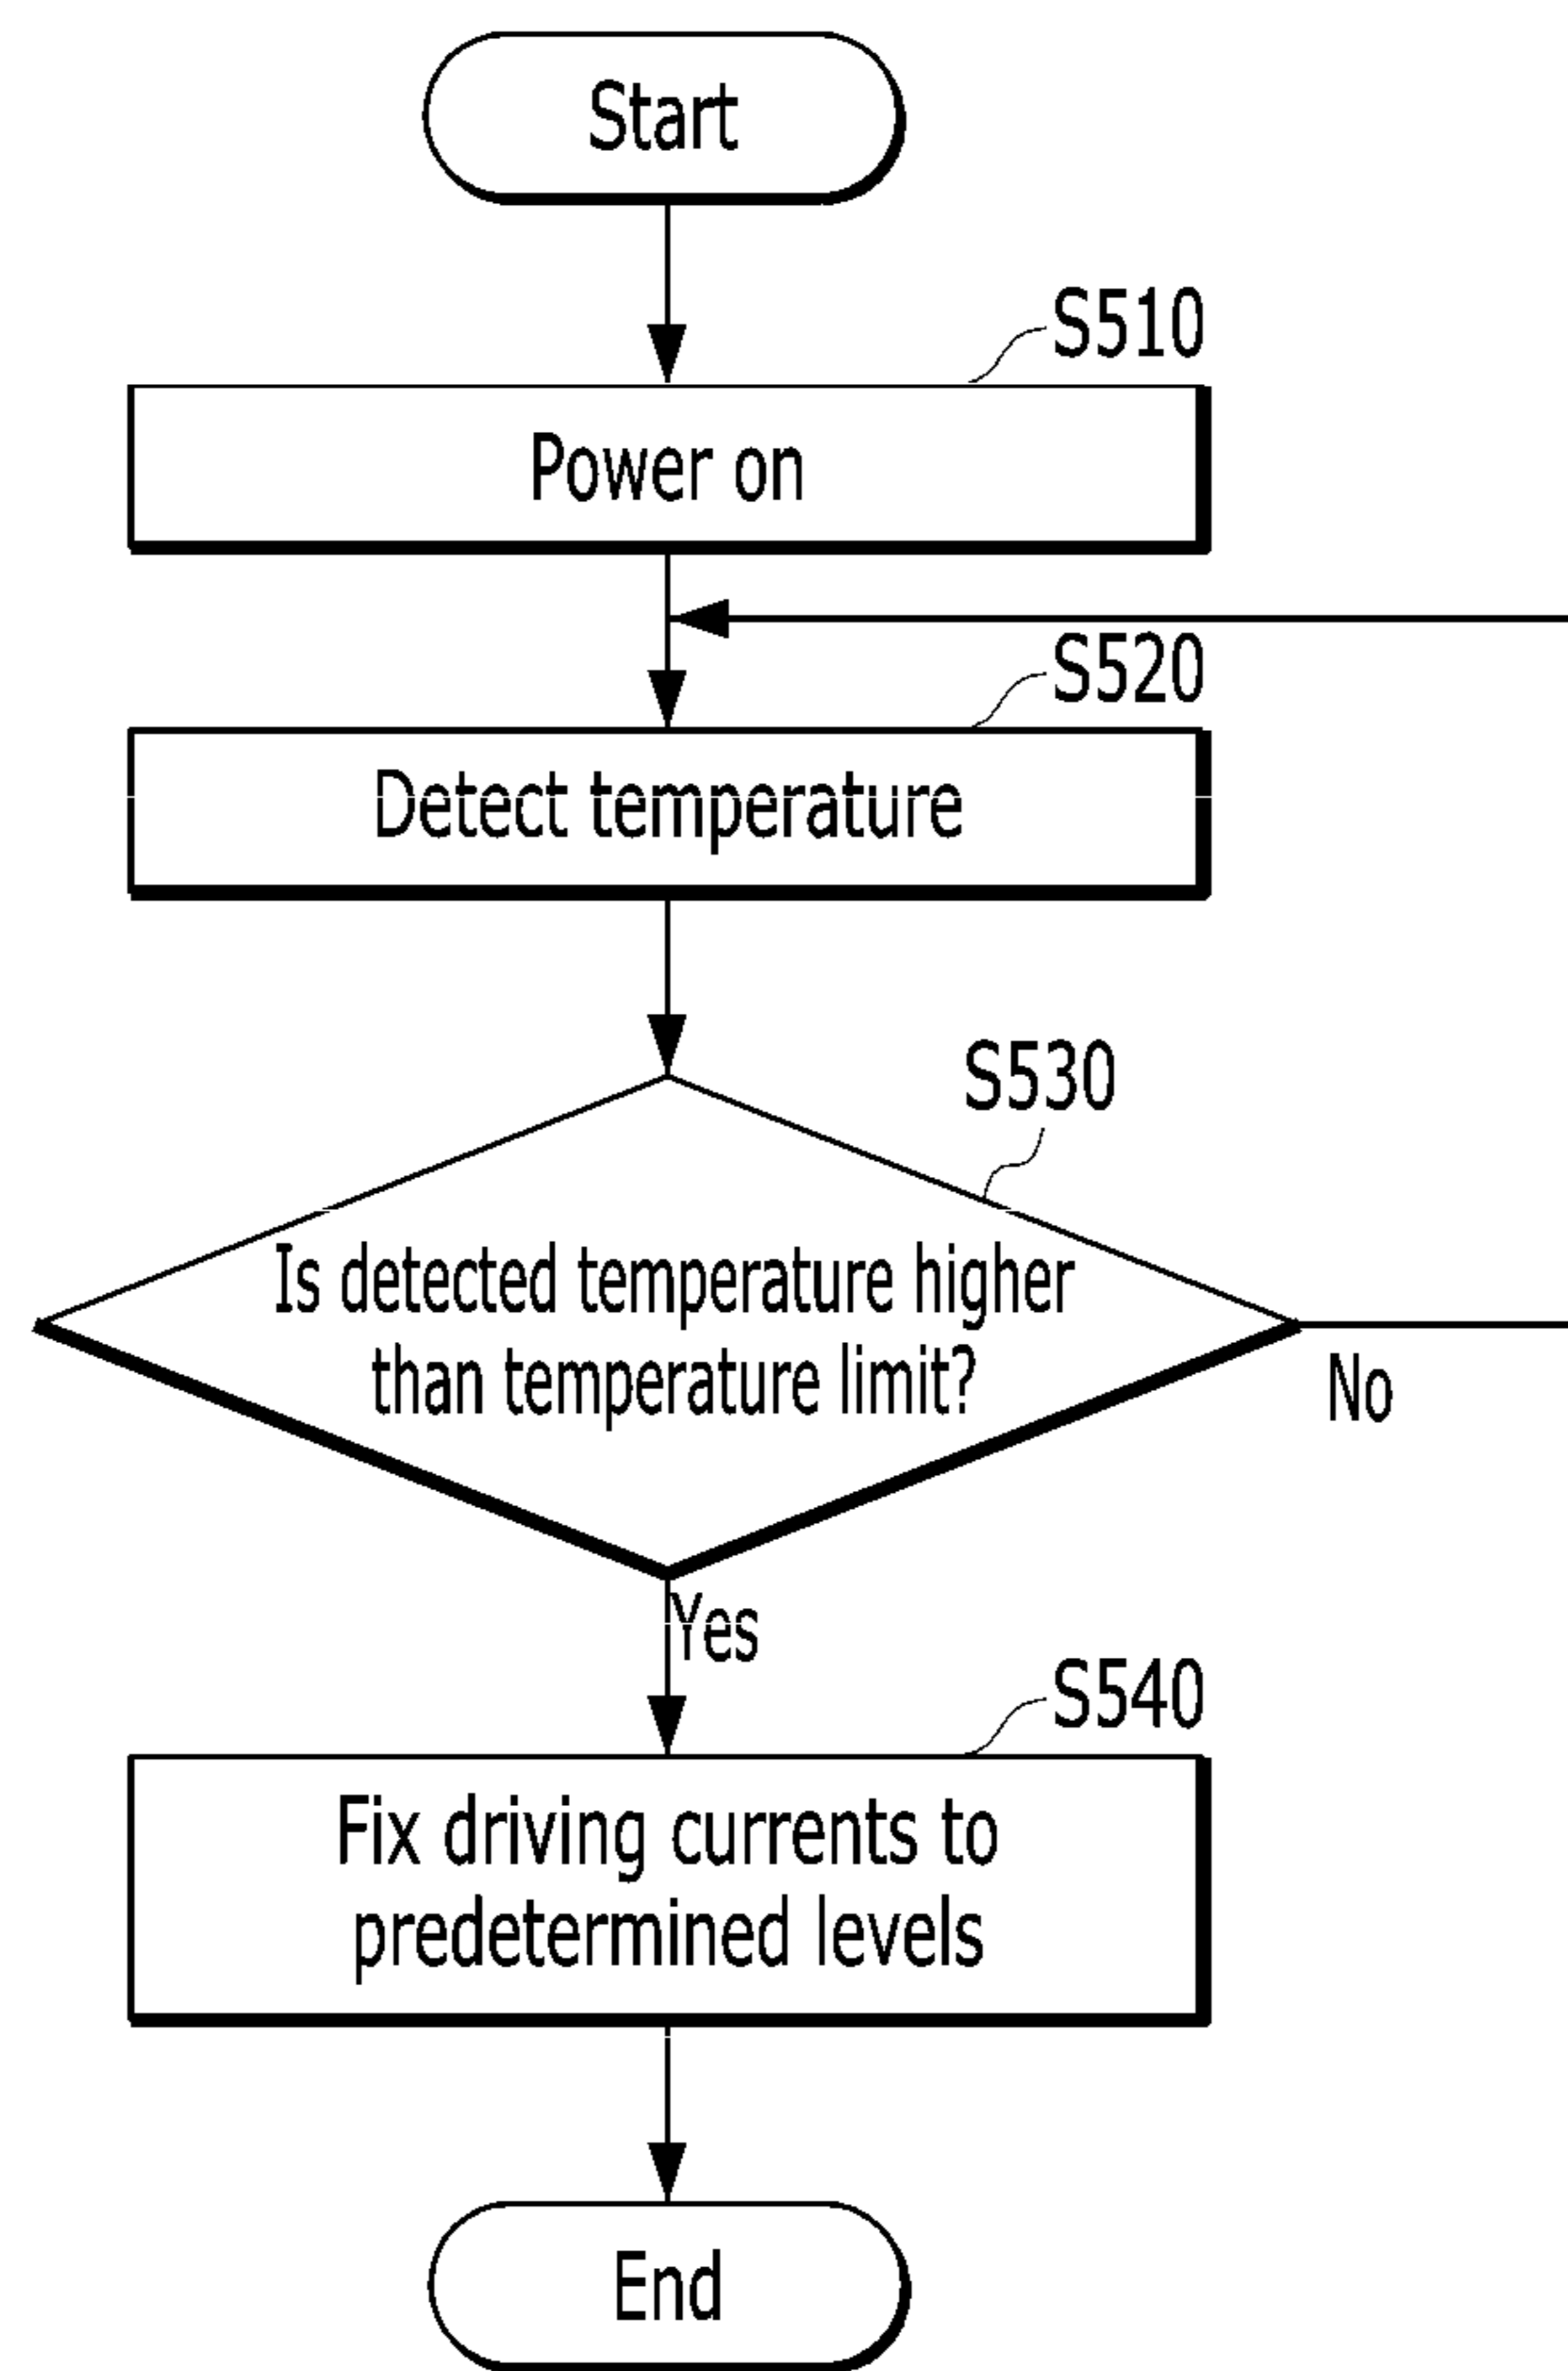 Start
S510
Power on
S520
Detect temperature
S530
Is detected temperature higher
than temperature limit?
No
Yes
S540
Fix driving currents to
predetermined levels
End